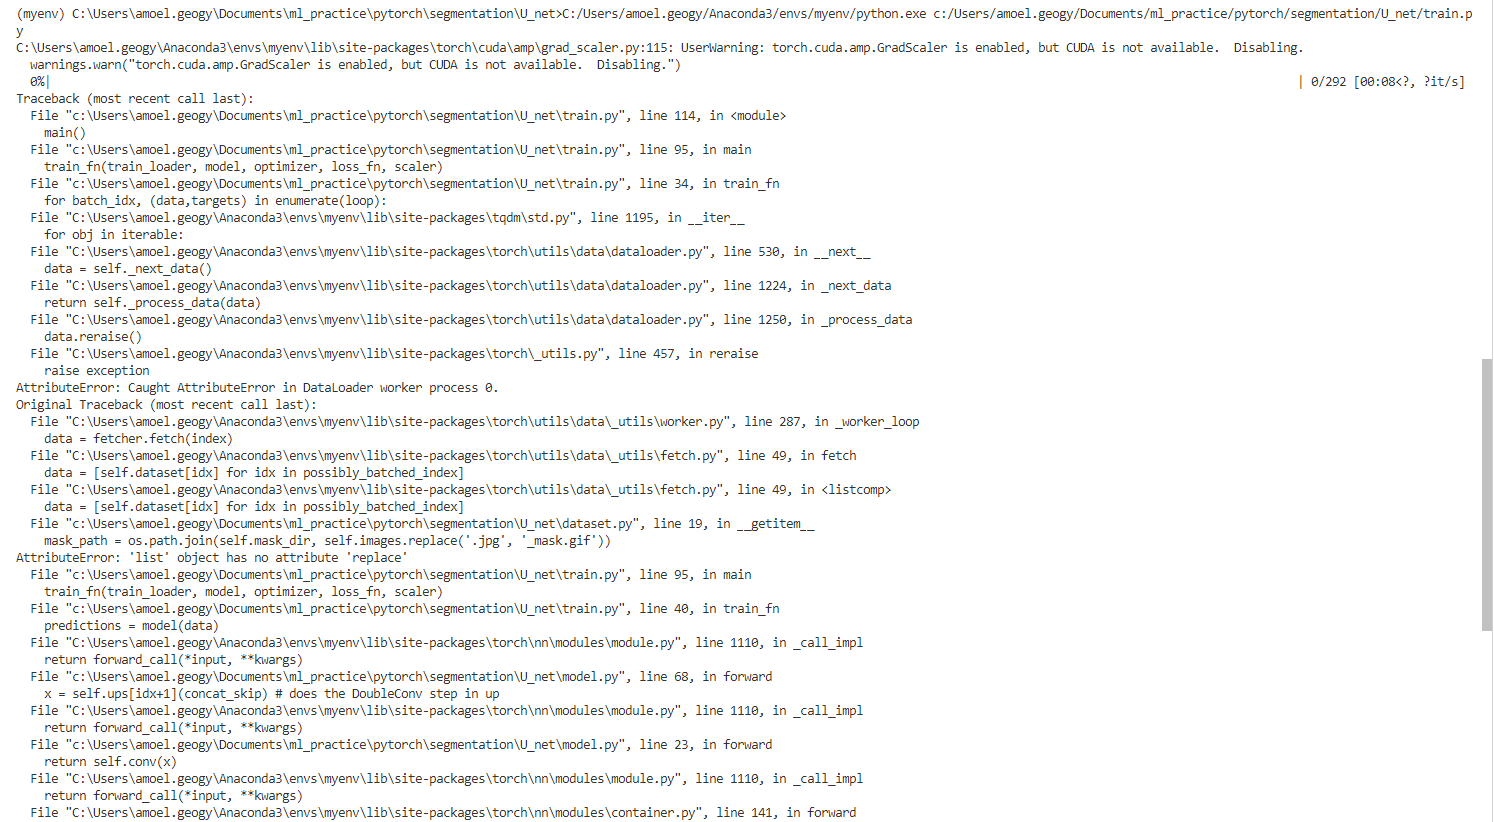 (myenv) C:\Users\amoel.geogy\Documents\ml_practice\pytorch\segmentation\U_net>C:/Users/amoel.geogy/Anaconda3/envs/myenv/python.exe c:/Users/amoel.geogy/Documents/ml_practice/pytorch/segmentation/U_net/train.p
y
C:\Users\amoel.geogy\Anaconda3\envs\myenv\lib\site-packages\torch\cuda\amp\grad_scaler.py:115: UserWarning: torch.cuda.amp.GradScaler is enabled, but CUDA is not available.  Disabling.
  warnings.warn("torch.cuda.amp.GradScaler is enabled, but CUDA is not available.  Disabling.")
  0%| | 0/292 [00:08<?, ?it/s]
Traceback (most recent call last):
  File "c:\Users\amoel.geogy\Documents\ml_practice\pytorch\segmentation\U_net\train.py", line 114, in <module>
    main()
  File "c:\Users\amoel.geogy\Documents\ml_practice\pytorch\segmentation\U_net\train.py", line 95, in main
    train_fn(train_loader, model, optimizer, loss_fn, scaler)
  File "c:\Users\amoel.geogy\Documents\ml_practice\pytorch\segmentation\U_net\train.py", line 34, in train_fn
    for batch_idx, (data,targets) in enumerate(loop):
  File "C:\Users\amoel.geogy\Anaconda3\envs\myenv\lib\site-packages\tqdm\std.py", line 1195, in __iter__
    for obj in iterable:
  File "C:\Users\amoel.geogy\Anaconda3\envs\myenv\lib\site-packages\torch\utils\data\dataloader.py", line 530, in __next__
    data = self._next_data()
  File "C:\Users\amoel.geogy\Anaconda3\envs\myenv\lib\site-packages\torch\utils\data\dataloader.py", line 1224, in _next_data
    return self._process_data(data)
  File "C:\Users\amoel.geogy\Anaconda3\envs\myenv\lib\site-packages\torch\utils\data\dataloader.py", line 1250, in _process_data
    data.reraise()
  File "C:\Users\amoel.geogy\Anaconda3\envs\myenv\lib\site-packages\torch\_utils.py", line 457, in reraise
    raise exception
AttributeError: Caught AttributeError in DataLoader worker process 0.
Original Traceback (most recent call last):
  File "C:\Users\amoel.geogy\Anaconda3\envs\myenv\lib\site-packages\torch\utils\data\_utils\worker.py", line 287, in _worker_loop
    data = fetcher.fetch(index)
  File "C:\Users\amoel.geogy\Anaconda3\envs\myenv\lib\site-packages\torch\utils\data\_utils\fetch.py", line 49, in fetch
    data = [self.dataset[idx] for idx in possibly_batched_index]
  File "C:\Users\amoel.geogy\Anaconda3\envs\myenv\lib\site-packages\torch\utils\data\_utils\fetch.py", line 49, in <listcomp>
    data = [self.dataset[idx] for idx in possibly_batched_index]
  File "c:\Users\amoel.geogy\Documents\ml_practice\pytorch\segmentation\U_net\dataset.py", line 19, in __getitem__
    mask_path = os.path.join(self.mask_dir, self.images.replace('.jpg', '_mask.gif'))
AttributeError: 'list' object has no attribute 'replace'
  File "c:\Users\amoel.geogy\Documents\ml_practice\pytorch\segmentation\U_net\train.py", line 95, in main
    train_fn(train_loader, model, optimizer, loss_fn, scaler)
  File "c:\Users\amoel.geogy\Documents\ml_practice\pytorch\segmentation\U_net\train.py", line 40, in train_fn
    predictions = model(data)
  File "C:\Users\amoel.geogy\Anaconda3\envs\myenv\lib\site-packages\torch\nn\modules\module.py", line 1110, in _call_impl
    return forward_call(*input, **kwargs)
  File "c:\Users\amoel.geogy\Documents\ml_practice\pytorch\segmentation\U_net\model.py", line 68, in forward
    x = self.ups[idx+1](concat_skip) # does the DoubleConv step in up
  File "C:\Users\amoel.geogy\Anaconda3\envs\myenv\lib\site-packages\torch\nn\modules\module.py", line 1110, in _call_impl
    return forward_call(*input, **kwargs)
  File "c:\Users\amoel.geogy\Documents\ml_practice\pytorch\segmentation\U_net\model.py", line 23, in forward
    return self.conv(x)
  File "C:\Users\amoel.geogy\Anaconda3\envs\myenv\lib\site-packages\torch\nn\modules\module.py", line 1110, in _call_impl
    return forward_call(*input, **kwargs)
  File "C:\Users\amoel.geogy\Anaconda3\envs\myenv\lib\site-packages\torch\nn\modules\container.py", line 141, in forward